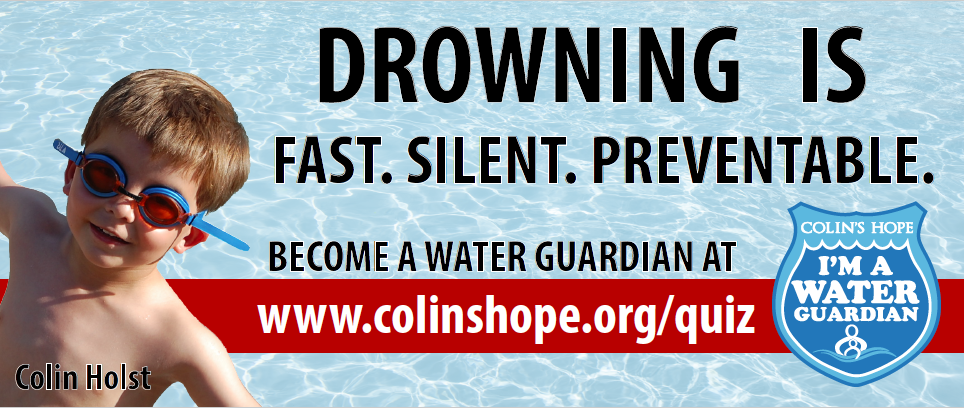 DROWNING IS
FAST. SILENT. PREVENTABLE.
BECOME A WATER GUARDIAN AT
www.colinshope.org/quiz
COLIN'S HOPE
I'M A
WATER
GUARDIAN
Colin Holst